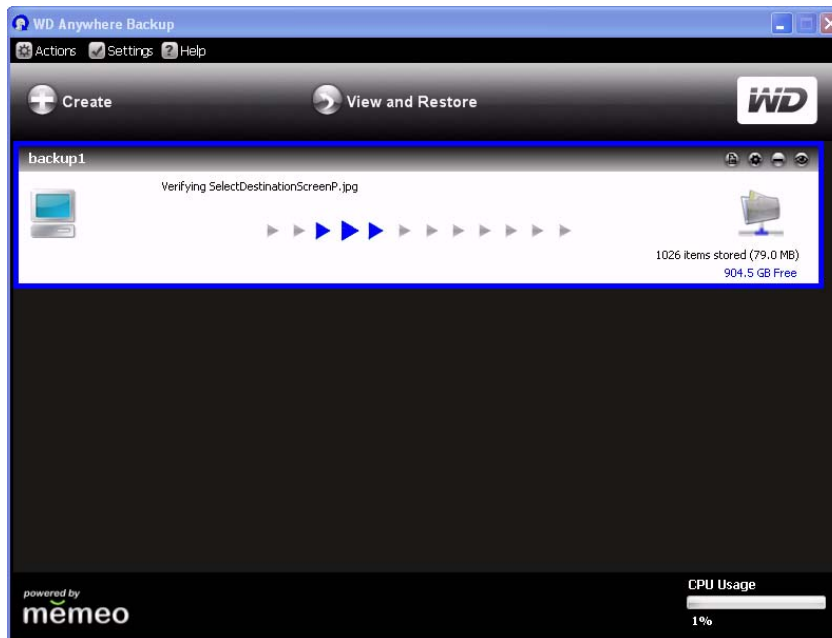 WD Anywhere Backup
Actions Settings ? Help
Create
View and Restore
WD
backup1
Verifying SelectDestinationScreenP.jpg
1026 items stored (79.0 MB)
904.5 GB Free
powered by
mĕmeo
CPU Usage
1%